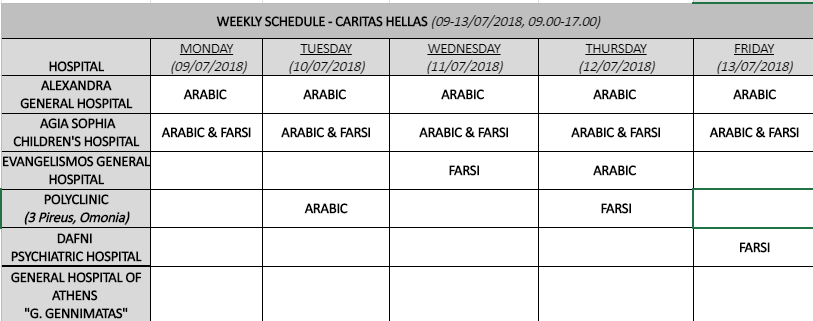 WEEKLY SCHEDULE - CARITAS HELLAS (09-13/07/2018, 09.00-17.00)
HOSPITAL MONDAY (09/07/2018) TUESDAY (10/07/2018) WEDNESDAY (11/07/2018) THURSDAY (12/07/2018) FRIDAY (13/07/2018)
ALEXANDRA
GENERAL HOSPITAL ARABIC ARABIC ARABIC ARABIC ARABIC
AGIA SOPHIA
CHILDREN'S HOSPITAL ARABIC & FARSI ARABIC & FARSI ARABIC & FARSI ARABIC & FARSI ARABIC & FARSI
EVANGELISMOS GENERAL
HOSPITAL FARSI ARABIC
POLYCLINIC
(3 Pireus, Omonia) ARABIC FARSI
DAFNI
PSYCHIATRIC HOSPITAL FARSI
GENERAL HOSPITAL OF
ATHENS
"G. GENNIMATAS"